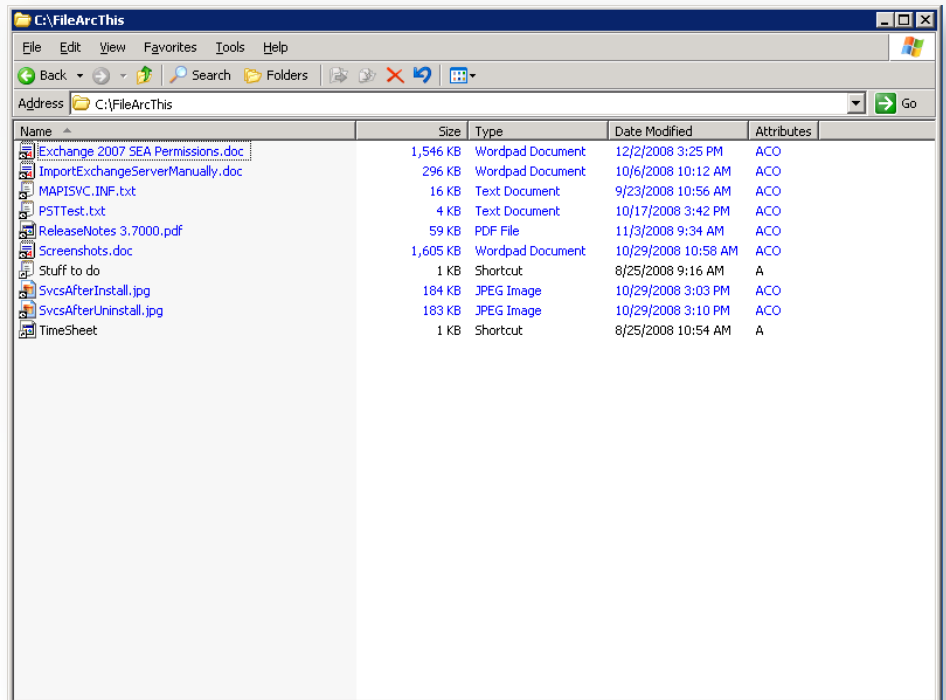 C:\FileArcThis
File Edit View Favorites Tools Help
Back Search Folders
Address C:\FileArcThis Go
Name Size Type Date Modified Attributes
Exchange 2007 SEA Permissions.doc 1,546 KB Wordpad Document 12/2/2008 3:25 PM ACO
ImportExchangeServerManually.doc 296 KB Wordpad Document 10/6/2008 10:12 AM ACO
MAPISVC.INF.txt 16 KB Text Document 9/23/2008 10:56 AM ACO
PSTTest.txt 4 KB Text Document 10/17/2008 3:42 PM ACO
ReleaseNotes 3.7000.pdf 59 KB PDF File 11/3/2008 9:34 AM ACO
Screenshots.doc 1,605 KB Wordpad Document 10/29/2008 10:58 AM ACO
Stuff to do 1 KB Shortcut 8/25/2008 9:16 AM A
SvcsAfterInstall.jpg 184 KB JPEG Image 10/29/2008 3:03 PM ACO
SvcsAfterUninstall.jpg 183 KB JPEG Image 10/29/2008 3:10 PM ACO
TimeSheet 1 KB Shortcut 8/25/2008 10:54 AM A